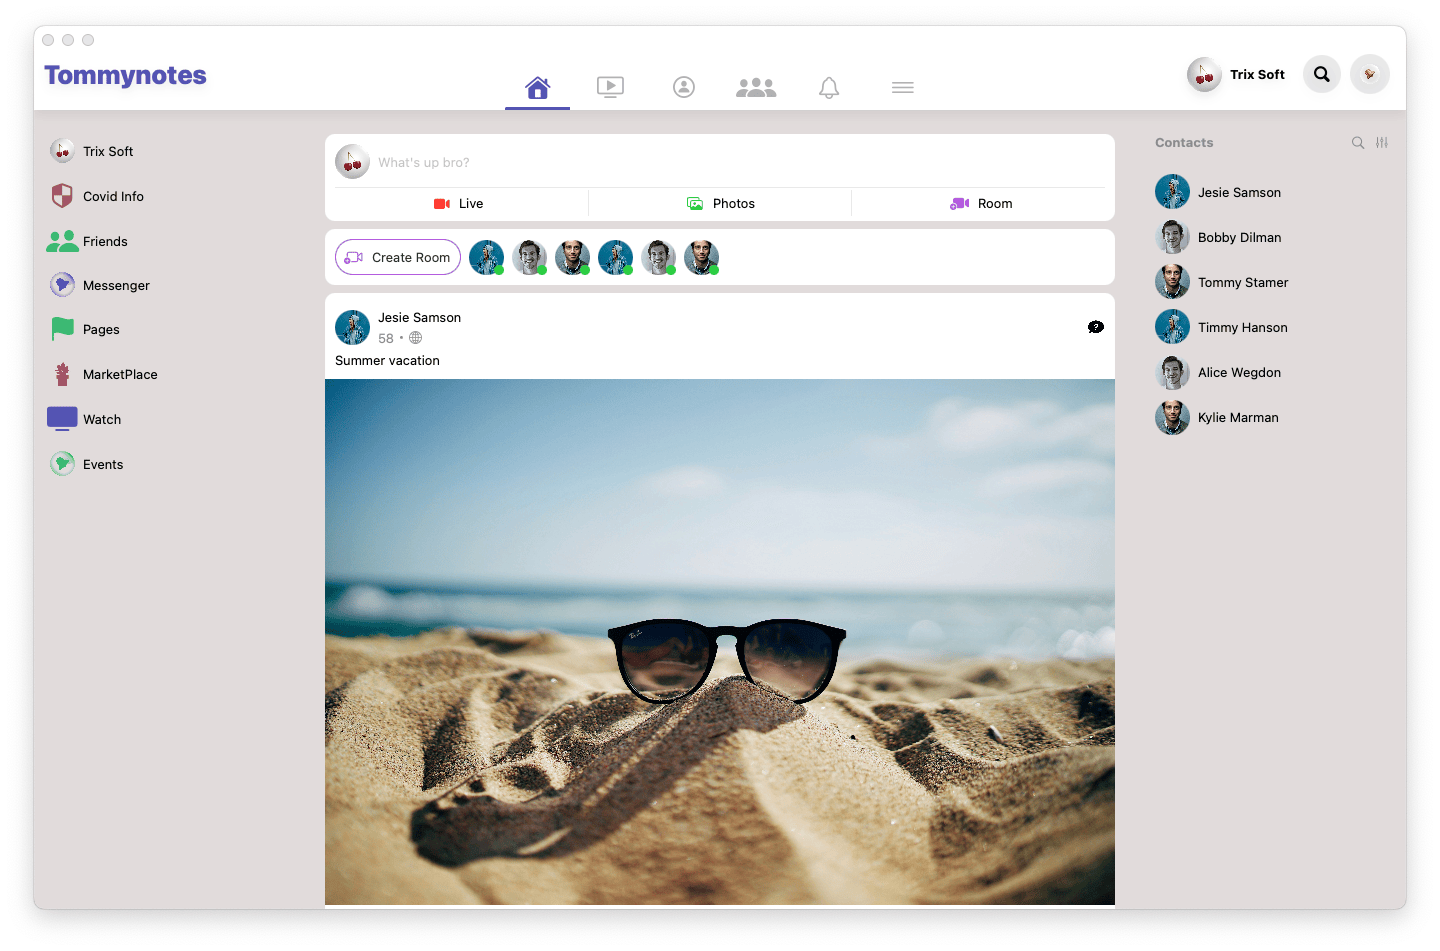 Tommynotes
Trix Soft
Trix Soft
Covid Info
Friends
Messenger
Pages
MarketPlace
Watch
Events
What's up bro?
Live
Photos
Room
Create Room
Jesie Samson
58 •
?
Summer vacation
Contacts
Jesie Samson
Bobby Dilman
Tommy Stamer
Timmy Hanson
Alice Wegdon
Kylie Marman